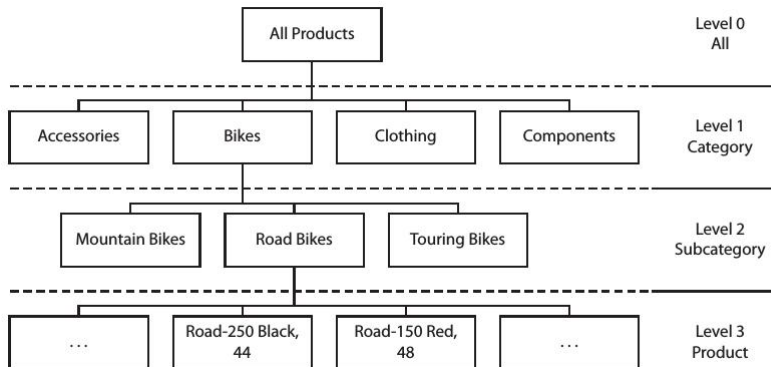 All Products
Level 0
All
Accessories
Bikes
Clothing
Components
Level 1
Category
Mountain Bikes
Road Bikes
Touring Bikes
Level 2
Subcategory
...
Road-250 Black,
44
Road-150 Red,
48
...
Level 3
Product